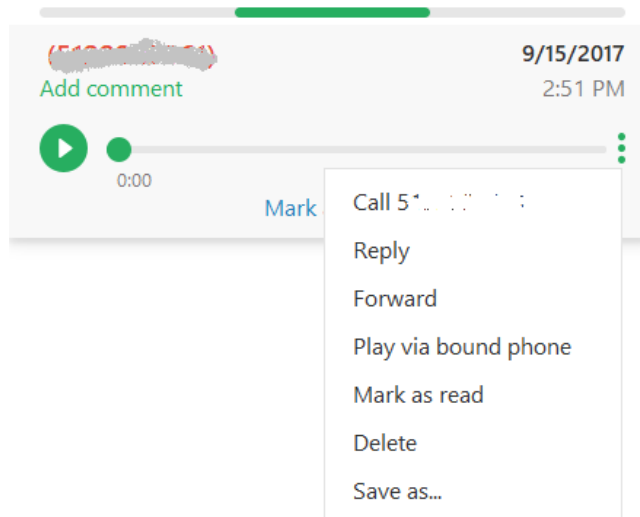 9/15/2017
Add comment
2:51 PM
0:00
Mark
Call
Reply
Forward
Play via bound phone
Mark as read
Delete
Save as...